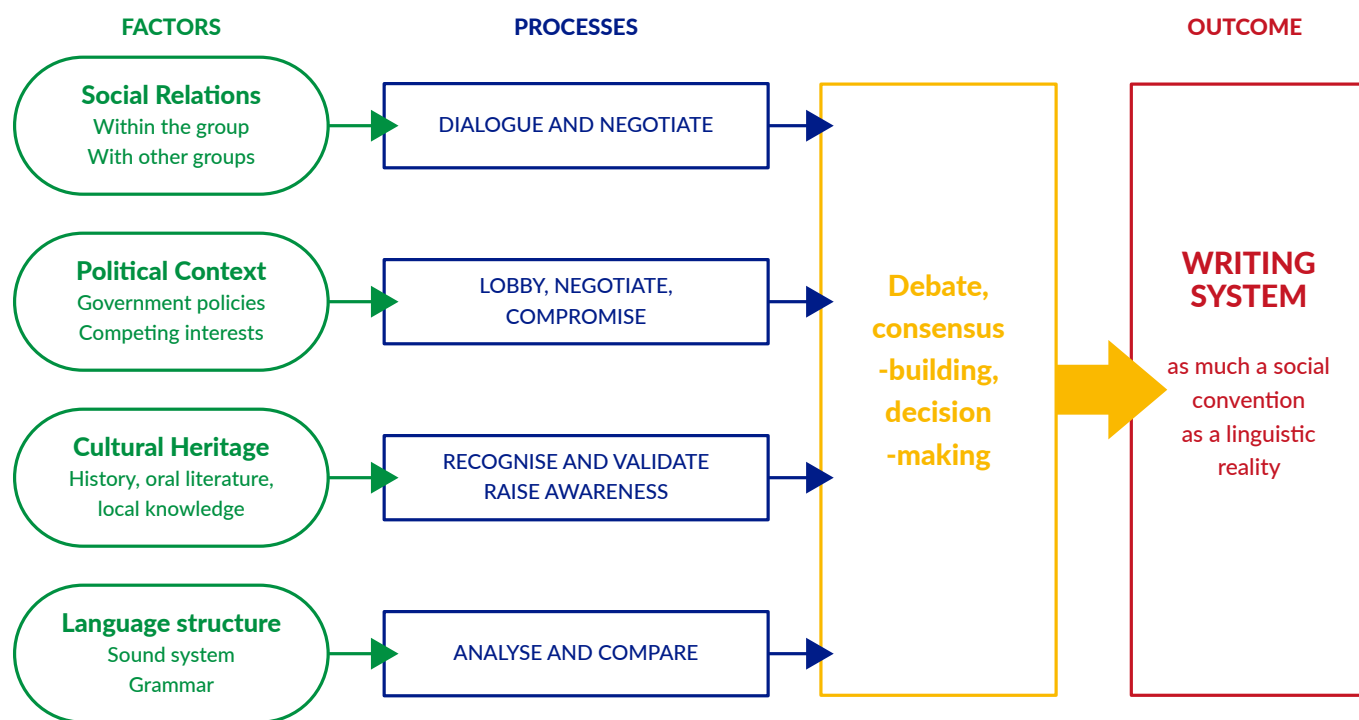 FACTORS
PROCESSES
OUTCOME
Social Relations
Within the group
With other groups
DIALOGUE AND NEGOTIATE
Political Context
Government policies
Competing interests
LOBBY, NEGOTIATE,
COMPROMISE
Cultural Heritage
History, oral literature,
local knowledge
RECOGNISE AND VALIDATE
RAISE AWARENESS
Language structure
Sound system
Grammar
ANALYSE AND COMPARE
Debate,
consensus
-building,
decision
-making
WRITING
SYSTEM
as much a social
convention
as a linguistic
reality